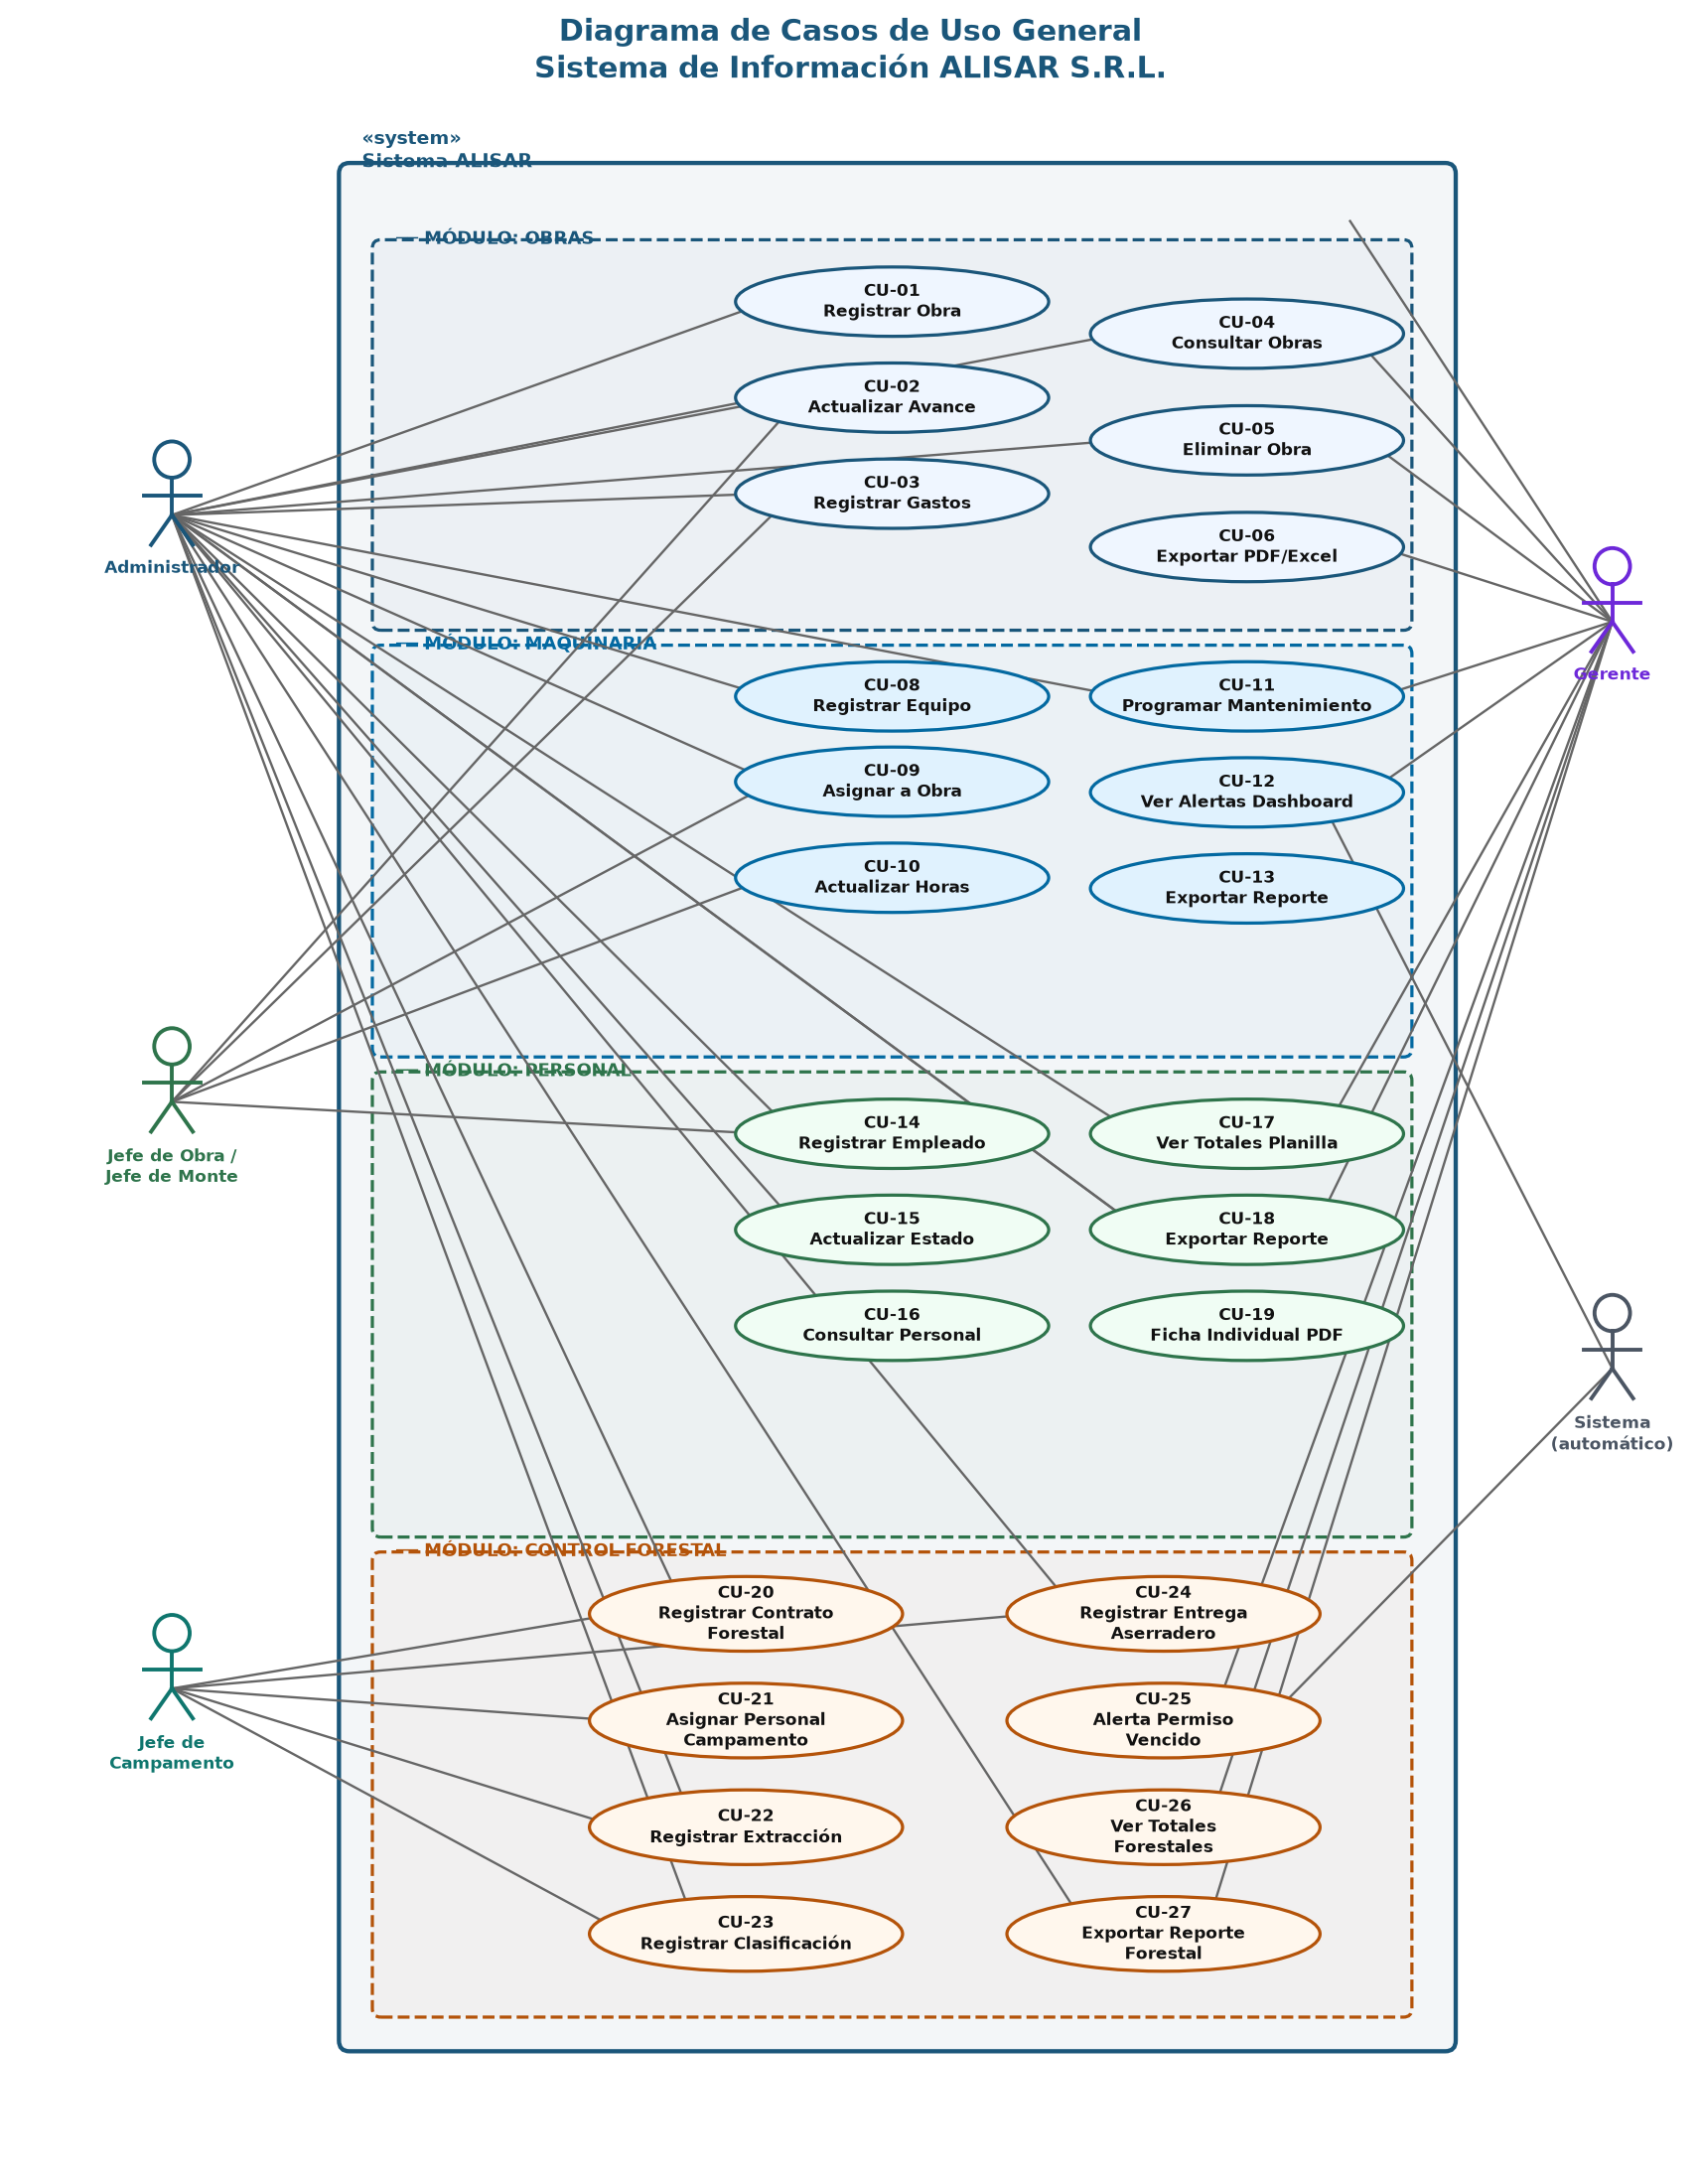 Diagrama de Casos de Uso General
Sistema de Información ALISAR S.R.L.
«system»
Sistema ALISAR
— MÓDULO: OBRAS
CU-01
Registrar Obra
CU-04
Consultar Obras
CU-02
Actualizar Avance
CU-05
Eliminar Obra
CU-03
Registrar Gastos
CU-06
Exportar PDF/Excel
Administrador
Gerente
— MÓDULO: MAQUINARIA
CU-08
Registrar Equipo
CU-11
Programar Mantenimiento
CU-09
Asignar a Obra
CU-12
Ver Alertas Dashboard
CU-10
Actualizar Horas
CU-13
Exportar Reporte
— MÓDULO: PERSONAL
CU-14
Registrar Empleado
CU-17
Ver Totales Planilla
Jefe de Obra /
Jefe de Monte
CU-15
Actualizar Estado
CU-18
Exportar Reporte
CU-16
Consultar Personal
CU-19
Ficha Individual PDF
Sistema
(automático)
— MÓDULO: CONTROL FORESTAL
CU-20
Registrar Contrato
Forestal
CU-24
Registrar Entrega
Aserradero
CU-21
Asignar Personal
Campamento
CU-25
Alerta Permiso
Vencido
Jefe de
Campamento
CU-22
Registrar Extracción
CU-26
Ver Totales
Forestales
CU-23
Registrar Clasificación
CU-27
Exportar Reporte
Forestal